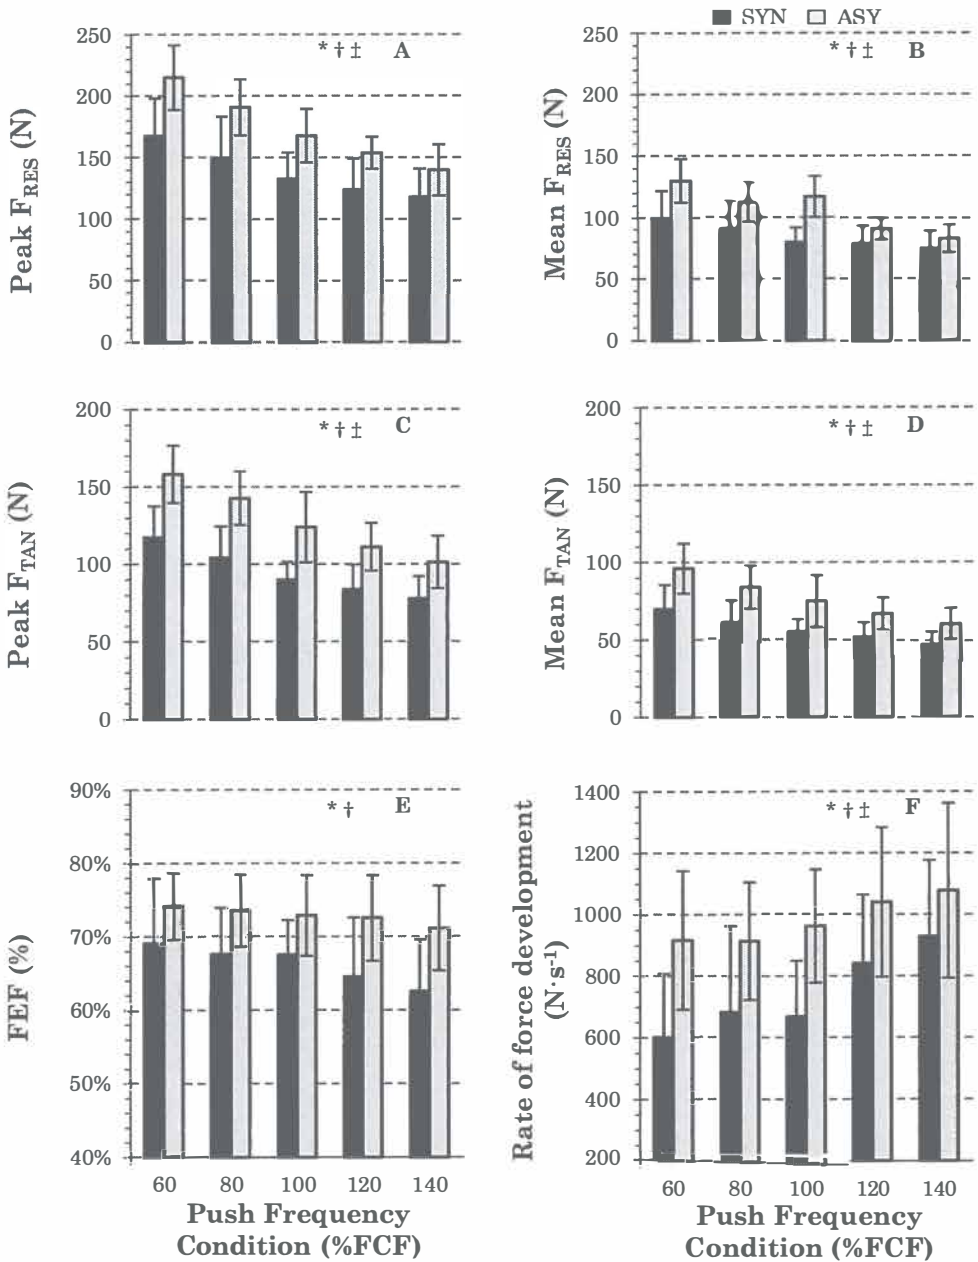 SYN ASY
250
200
150
100
50
0
Peak F_RES (N)
* † ‡ A
250
200
150
100
50
0
Mean F_RES (N)
* † ‡ B
200
150
100
50
0
Peak F_TAN (N)
* † ‡ C
200
150
100
50
0
Mean F_TAN (N)
* † ‡ D
90%
80%
70%
60%
50%
40%
FEF (%)
* † E
60 80 100 120 140
Push Frequency
Condition (%FCF)
1400
1200
1000
800
600
400
200
Rate of force development
(N·s⁻¹)
* † ‡ F
60 80 100 120 140
Push Frequency
Condition (%FCF)